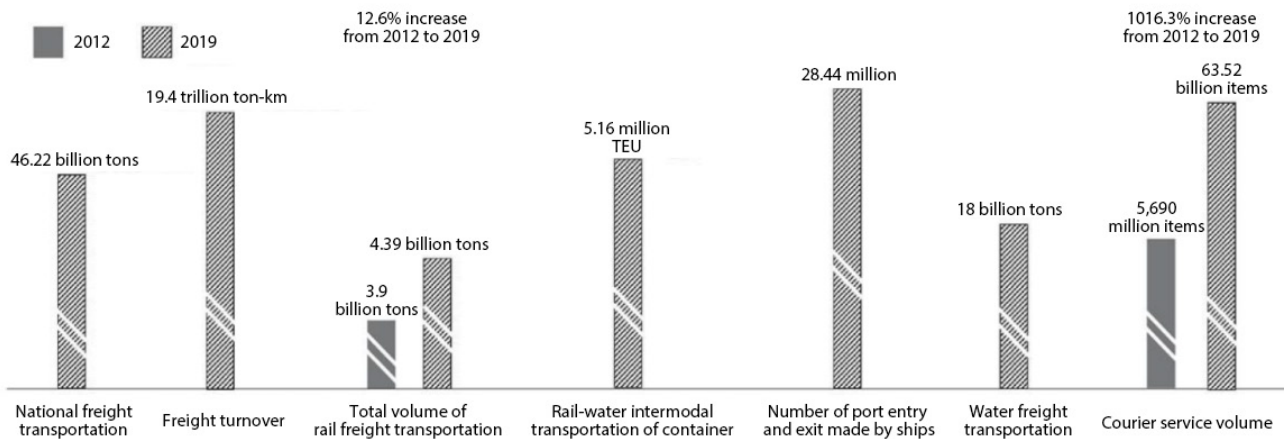 2012
2019
12.6% increase
from 2012 to 2019
1016.3% increase
from 2012 to 2019
46.22 billion tons
19.4 trillion ton-km
3.9
billion tons
4.39 billion tons
5.16 million
TEU
28.44 million
18 billion tons
5,690
million items
63.52
billion items
National freight
transportation
Freight turnover
Total volume of
rail freight transportation
Rail-water intermodal
transportation of container
Number of port entry
and exit made by ships
Water freight
transportation
Courier service volume